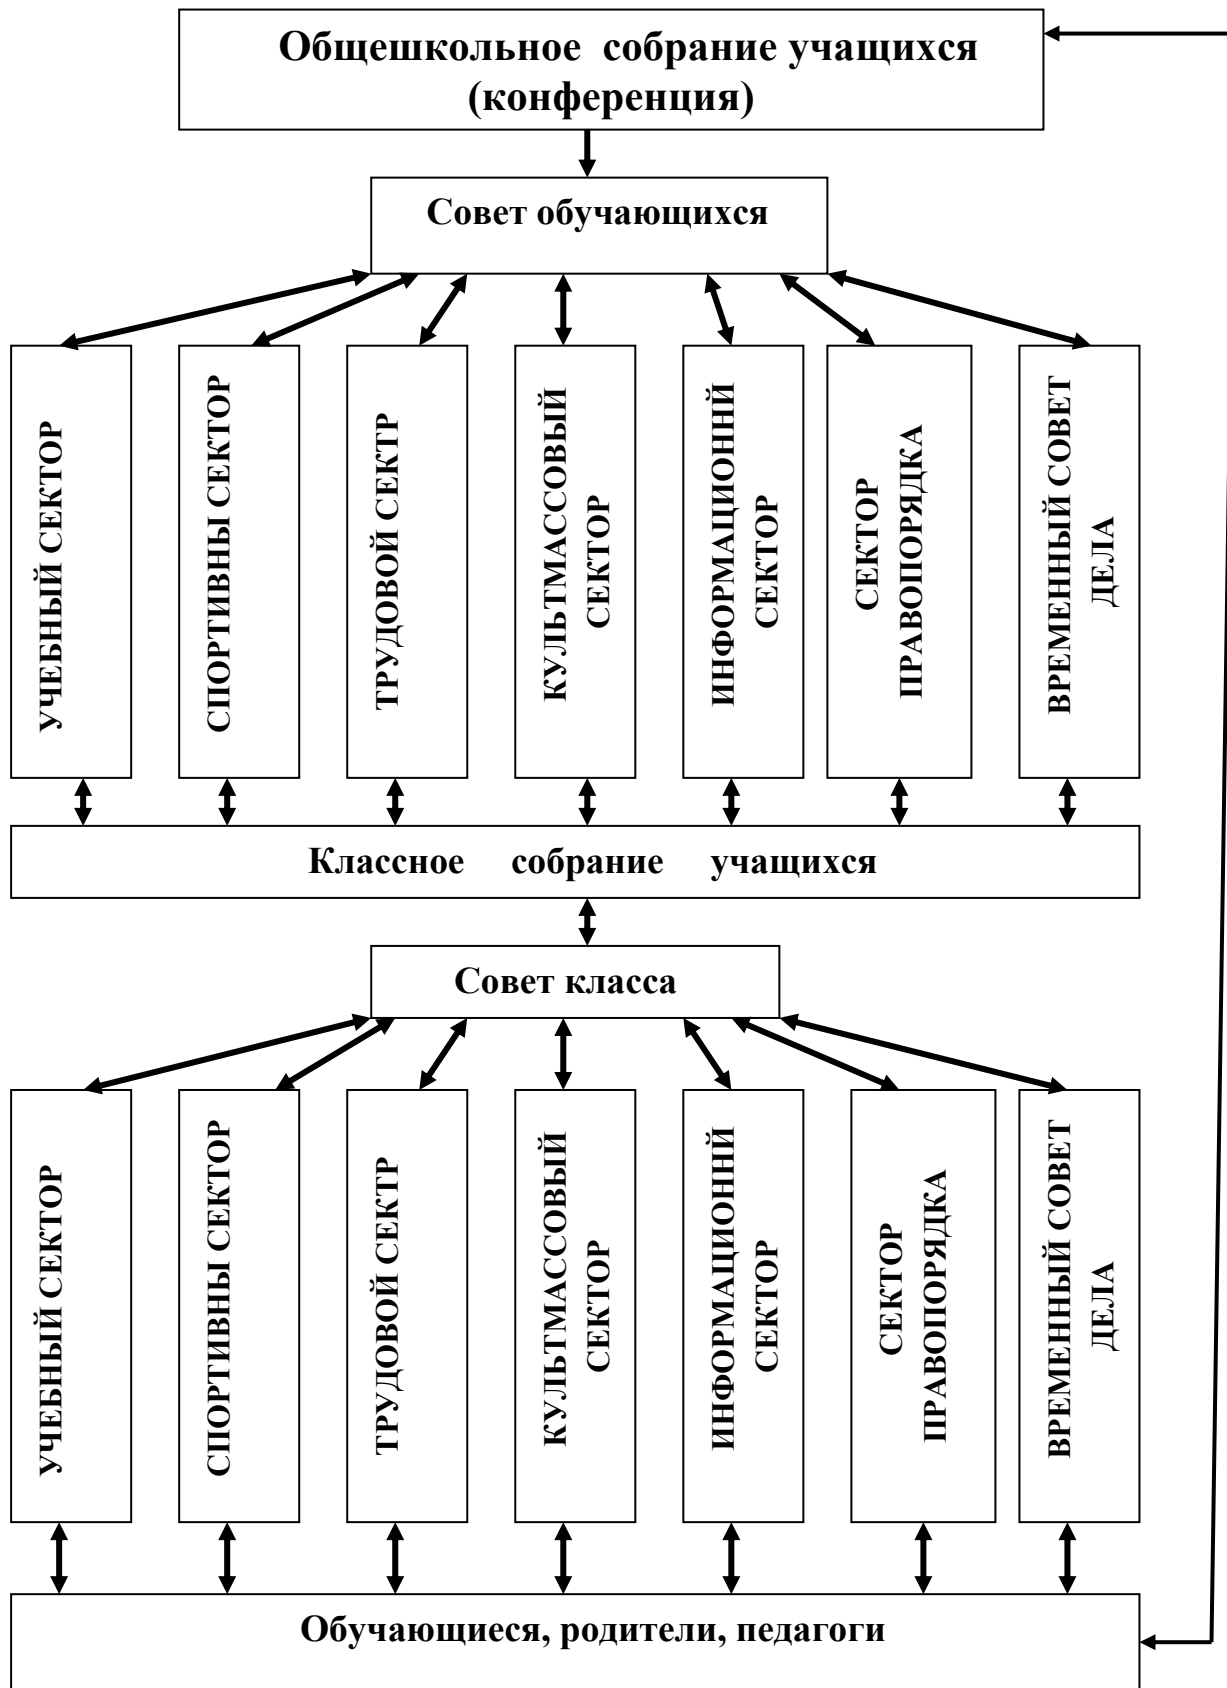 Общешкольное собрание учащихся
(конференция)
Совет обучающихся
УЧЕБНЫЙ СЕКТОР
СПОРТИВНЫ СЕКТОР
ТРУДОВОЙ СЕКТР
КУЛЬТМАССОВЫЙ
СЕКТОР
ИНФОРМАЦИОННЙ
СЕКТОР
СЕКТОР
ПРАВОПОРЯДКА
ВРЕМЕННЫЙ СОВЕТ
ДЕЛА
Классное собрание учащихся
Совет класса
УЧЕБНЫЙ СЕКТОР
СПОРТИВНЫ СЕКТОР
ТРУДОВОЙ СЕКТР
КУЛЬТМАССОВЫЙ
СЕКТОР
ИНФОРМАЦИОННЙ
СЕКТОР
СЕКТОР
ПРАВОПОРЯДКА
ВРЕМЕННЫЙ СОВЕТ
ДЕЛА
Обучающиеся, родители, педагоги